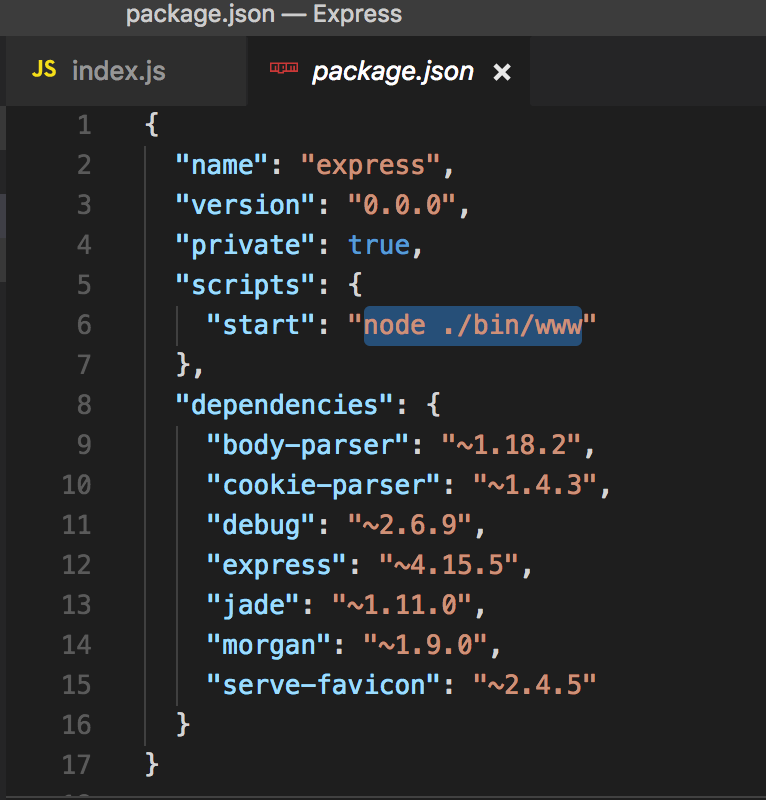 package.json — Express
JS index.js package.json ×
1 {
2 "name": "express",
3 "version": "0.0.0",
4 "private": true,
5 "scripts": {
6 "start": "node ./bin/www"
7 },
8 "dependencies": {
9 "body-parser": "~1.18.2",
10 "cookie-parser": "~1.4.3",
11 "debug": "~2.6.9",
12 "express": "~4.15.5",
13 "jade": "~1.11.0",
14 "morgan": "~1.9.0",
15 "serve-favicon": "~2.4.5"
16 }
17 }